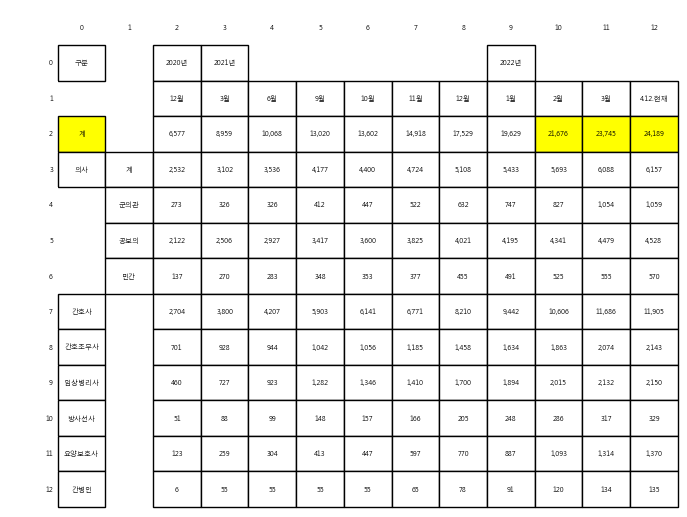 0 1 2 3 4 5 6 7 8 9 10 11 12
0 구분 2020년 2021년 2022년
1 12월 3월 6월 9월 10월 11월 12월 1월 2월 3월 4.12.현재
2 계 6,577 8,959 10,068 13,020 13,602 14,918 17,529 19,629 21,676 23,745 24,189
3 의사 계 2,532 3,102 3,536 4,177 4,400 4,724 5,108 5,433 5,693 6,088 6,157
4 군의관 273 326 326 412 447 522 632 747 827 1,054 1,059
5 공보의 2,122 2,506 2,927 3,417 3,600 3,825 4,021 4,195 4,341 4,479 4,528
6 민간 137 270 283 348 353 377 455 491 525 555 570
7 간호사 2,704 3,800 4,207 5,903 6,141 6,771 8,210 9,442 10,606 11,686 11,905
8 간호조무사 701 928 944 1,042 1,056 1,185 1,458 1,634 1,863 2,074 2,143
9 임상병리사 460 727 923 1,282 1,346 1,410 1,700 1,894 2,015 2,132 2,150
10 방사선사 51 88 99 148 157 166 205 248 286 317 329
11 요양보호사 123 259 304 413 447 597 770 887 1,093 1,314 1,370
12 간병인 6 55 55 55 55 65 78 91 120 134 135